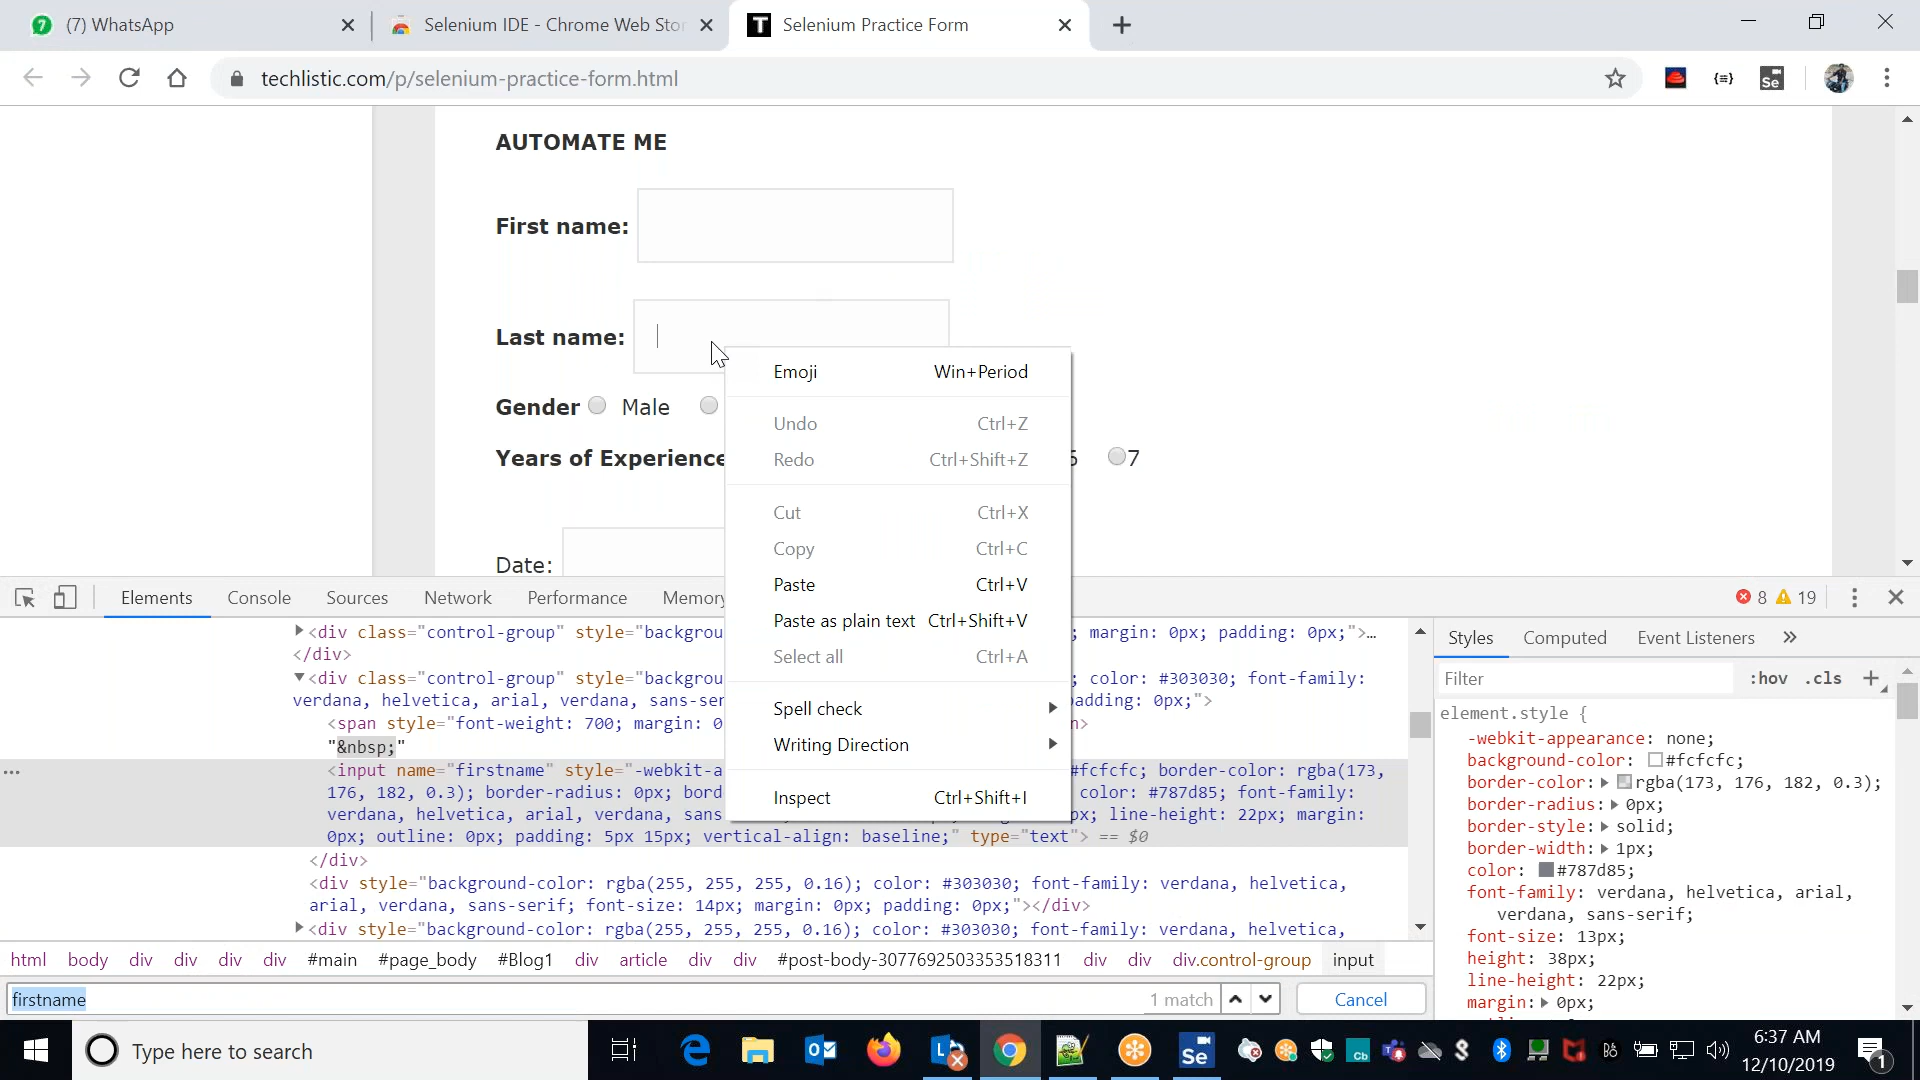 (7) WhatsApp
Selenium IDE - Chrome Web Stor
Selenium Practice Form
techlistic.com/p/selenium-practice-form.html
AUTOMATE ME
First name:
Last name:
Gender Male
Years of Experience 7
Date:
Emoji Win+Period
Undo Ctrl+Z
Redo Ctrl+Shift+Z
Cut Ctrl+X
Copy Ctrl+C
Paste Ctrl+V
Paste as plain text Ctrl+Shift+V
Select all Ctrl+A
Spell check
Writing Direction
Inspect Ctrl+Shift+I
Elements Console Sources Network Performance Memory 8 19
<div class="control-group" style="backgrou ; margin: 0px; padding: 0px;">…
</div>
<div class="control-group" style="backgrou ; color: #303030; font-family:
verdana, helvetica, arial, verdana, sans-ser padding: 0px;">
<span style="font-weight: 700; margin: 0 n>
"&nbsp;"
<input name="firstname" style="-webkit-a #fcfcfc; border-color: rgba(173,
176, 182, 0.3); border-radius: 0px; bord color: #787d85; font-family:
verdana, helvetica, arial, verdana, sans px; line-height: 22px; margin:
0px; outline: 0px; padding: 5px 15px; vertical-align: baseline;" type="text"> == $0
</div>
<div style="background-color: rgba(255, 255, 255, 0.16); color: #303030; font-family: verdana, helvetica,
arial, verdana, sans-serif; font-size: 14px; margin: 0px; padding: 0px;"></div>
<div style="background-color: rgba(255, 255, 255, 0.16); color: #303030; font-family: verdana, helvetica,
html body div div div div #main #page_body #Blog1 div article div div #post-body-3077692503353518311 div div div.control-group input
firstname 1 match Cancel
Styles Computed Event Listeners »
Filter :hov .cls +
element.style {
-webkit-appearance: none;
background-color: #fcfcfc;
border-color: rgba(173, 176, 182, 0.3);
border-radius: 0px;
border-style: solid;
border-width: 1px;
color: #787d85;
font-family: verdana, helvetica, arial,
verdana, sans-serif;
font-size: 13px;
height: 38px;
line-height: 22px;
margin: 0px;
Type here to search
6:37 AM
12/10/2019
1